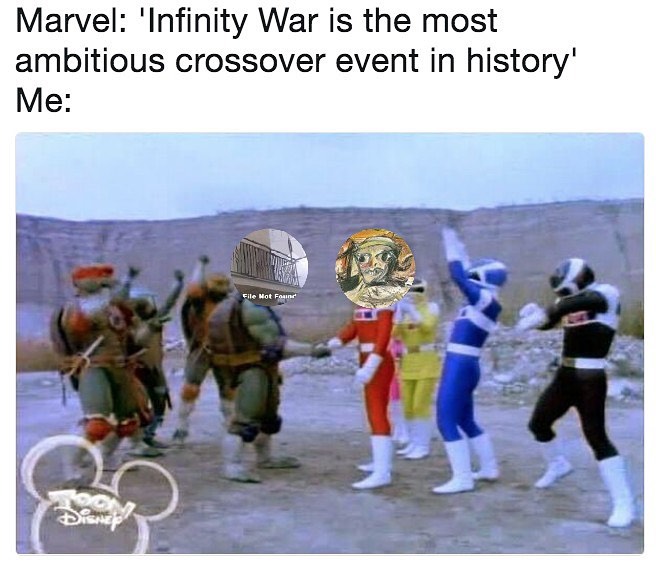 Marvel: 'Infinity War is the most
ambitious crossover event in history'
Me:
File Not Found
TOON
DISNEY